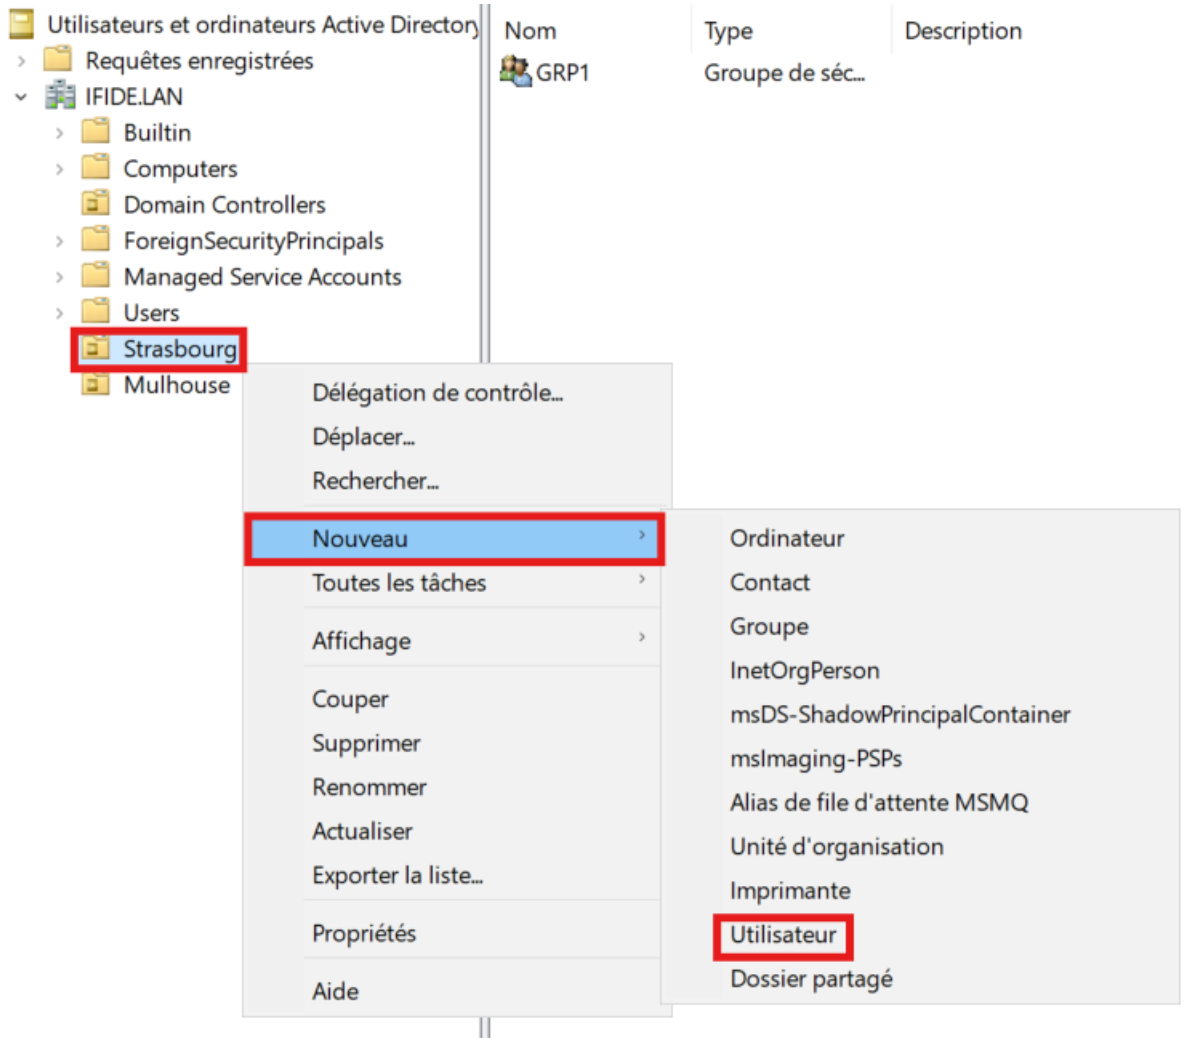 Utilisateurs et ordinateurs Active Directory
Requêtes enregistrées
IFIDE.LAN
Builtin
Computers
Domain Controllers
ForeignSecurityPrincipals
Managed Service Accounts
Users
Strasbourg
Mulhouse
Nom Type Description
GRP1 Groupe de séc...
Délégation de contrôle...
Déplacer...
Rechercher...
Nouveau
Toutes les tâches
Affichage
Couper
Supprimer
Renommer
Actualiser
Exporter la liste...
Propriétés
Aide
Ordinateur
Contact
Groupe
InetOrgPerson
msDS-ShadowPrincipalContainer
msImaging-PSPs
Alias de file d'attente MSMQ
Unité d'organisation
Imprimante
Utilisateur
Dossier partagé